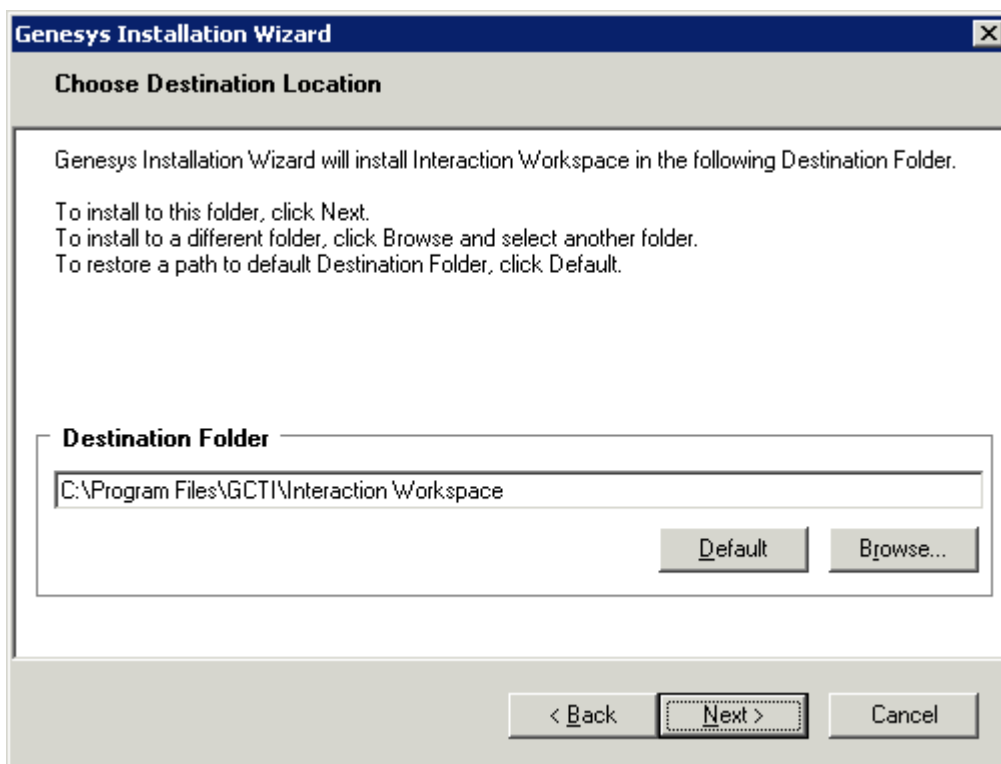 Genesys Installation Wizard
Choose Destination Location
Genesys Installation Wizard will install Interaction Workspace in the following Destination Folder.
To install to this folder, click Next.
To install to a different folder, click Browse and select another folder.
To restore a path to default Destination Folder, click Default.
Destination Folder
C:\Program Files\GCTI\Interaction Workspace
Default Browse...
< Back Next > Cancel